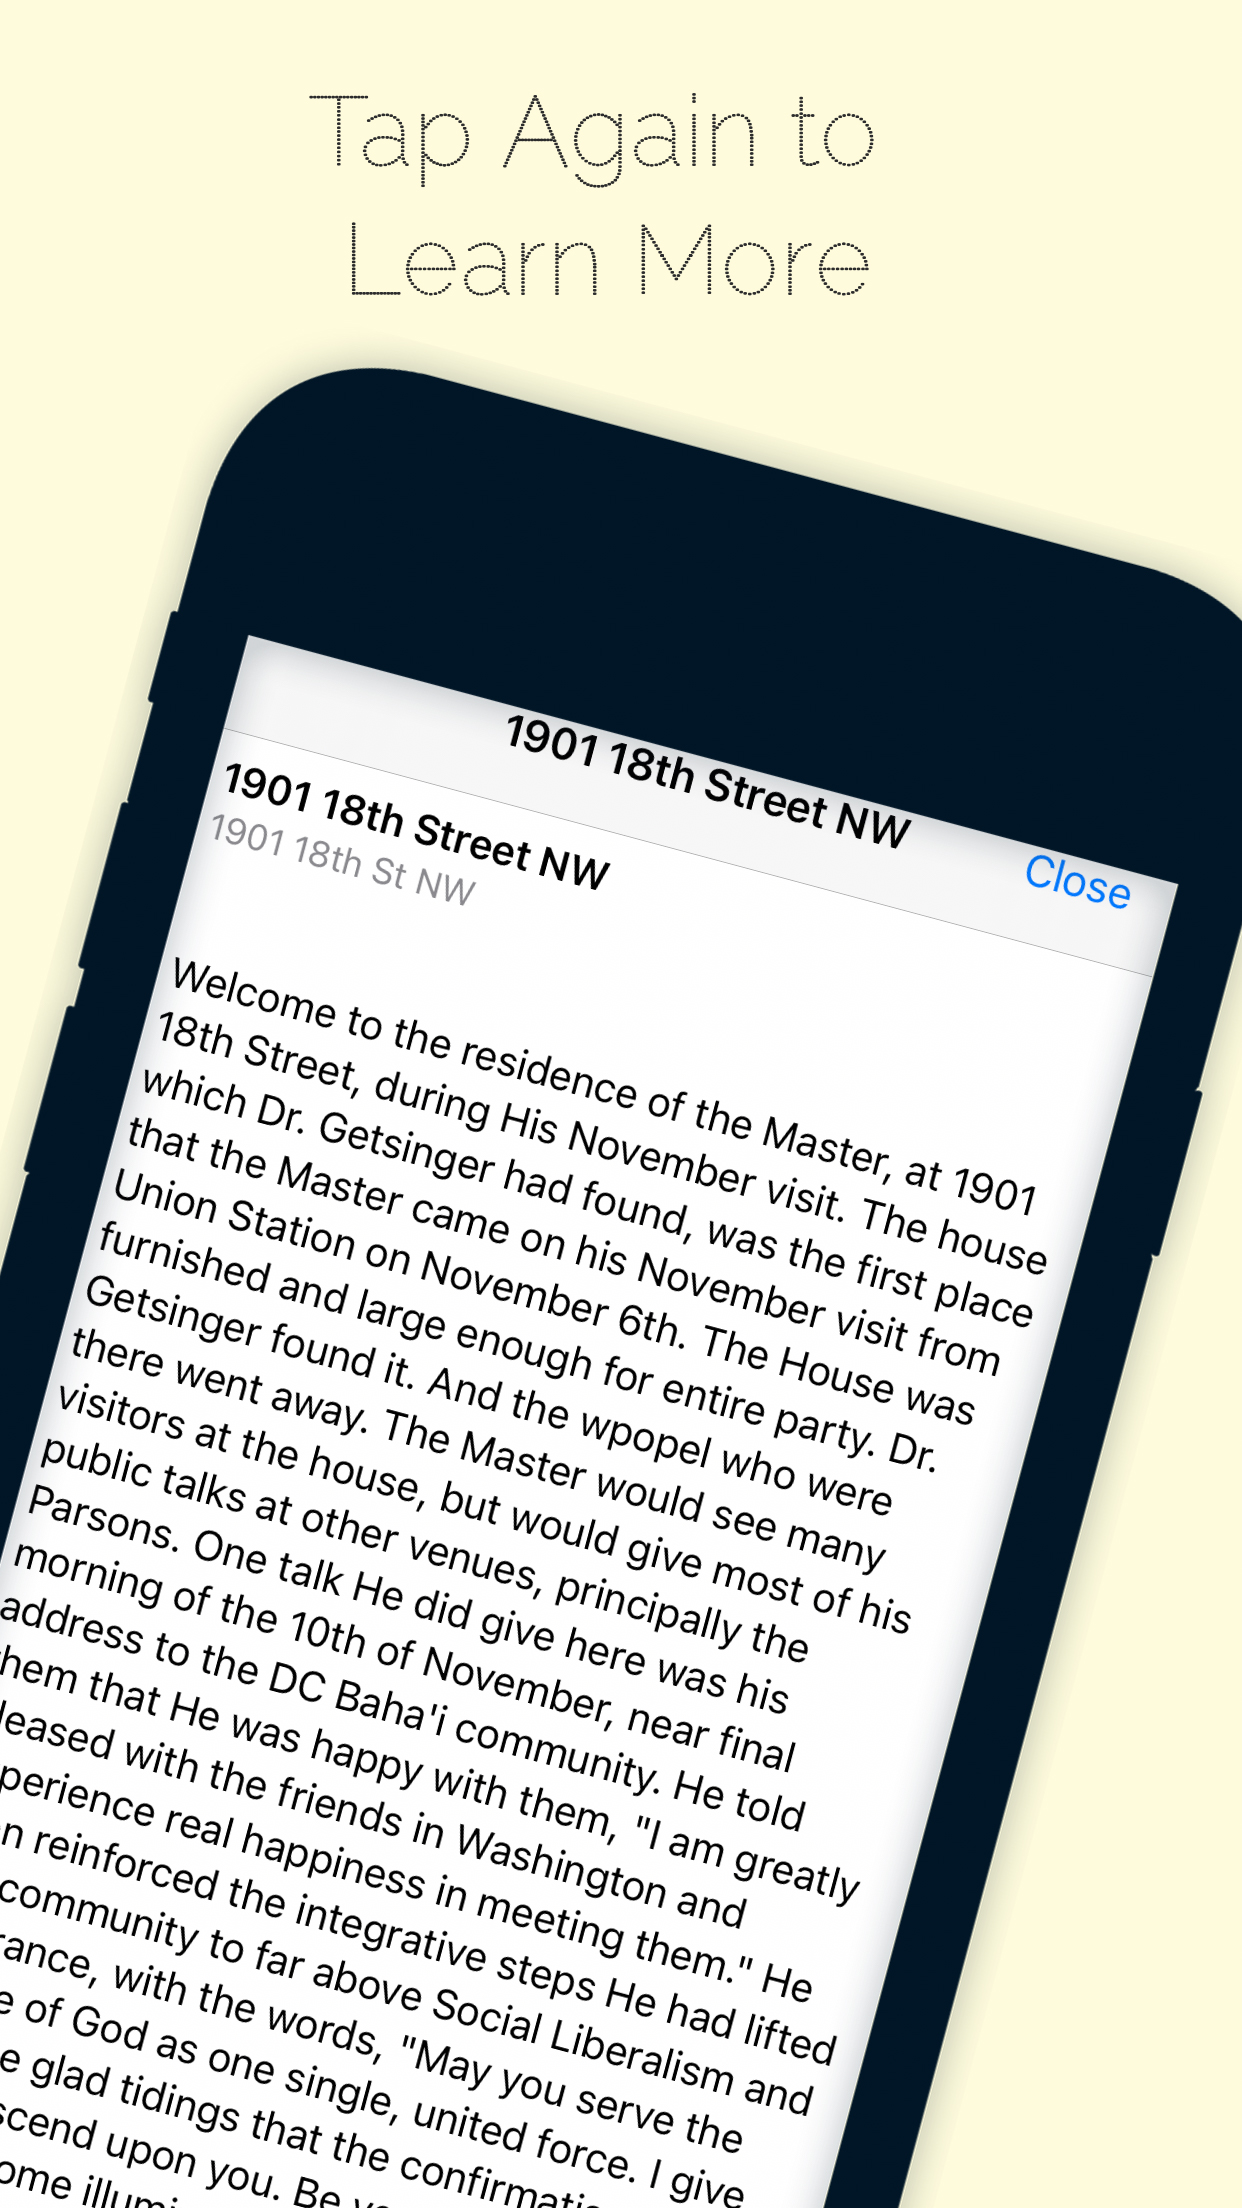 Tap Again to
Learn More
1901 18th Street NW
Close
1901 18th Street NW
1901 18th St NW
Welcome to the residence of the Master, at 1901
18th Street, during His November visit. The house
which Dr. Getsinger had found, was the first place
that the Master came on his November visit from
Union Station on November 6th. The House was
furnished and large enough for entire party. Dr.
Getsinger found it. And the wpopel who were
there went away. The Master would see many
visitors at the house, but would give most of his
public talks at other venues, principally the
Parsons. One talk He did give here was his
morning of the 10th of November, near final
address to the DC Baha'i community. He told
hem that He was happy with them, "I am greatly
leased with the friends in Washington and
perience real happiness in meeting them." He
n reinforced the integrative steps He had lifted
community to far above Social Liberalism and
rance, with the words, "May you serve the
e of God as one single, united force. I give
e glad tidings that the confirmati
scend upon you. Be
ome illumi